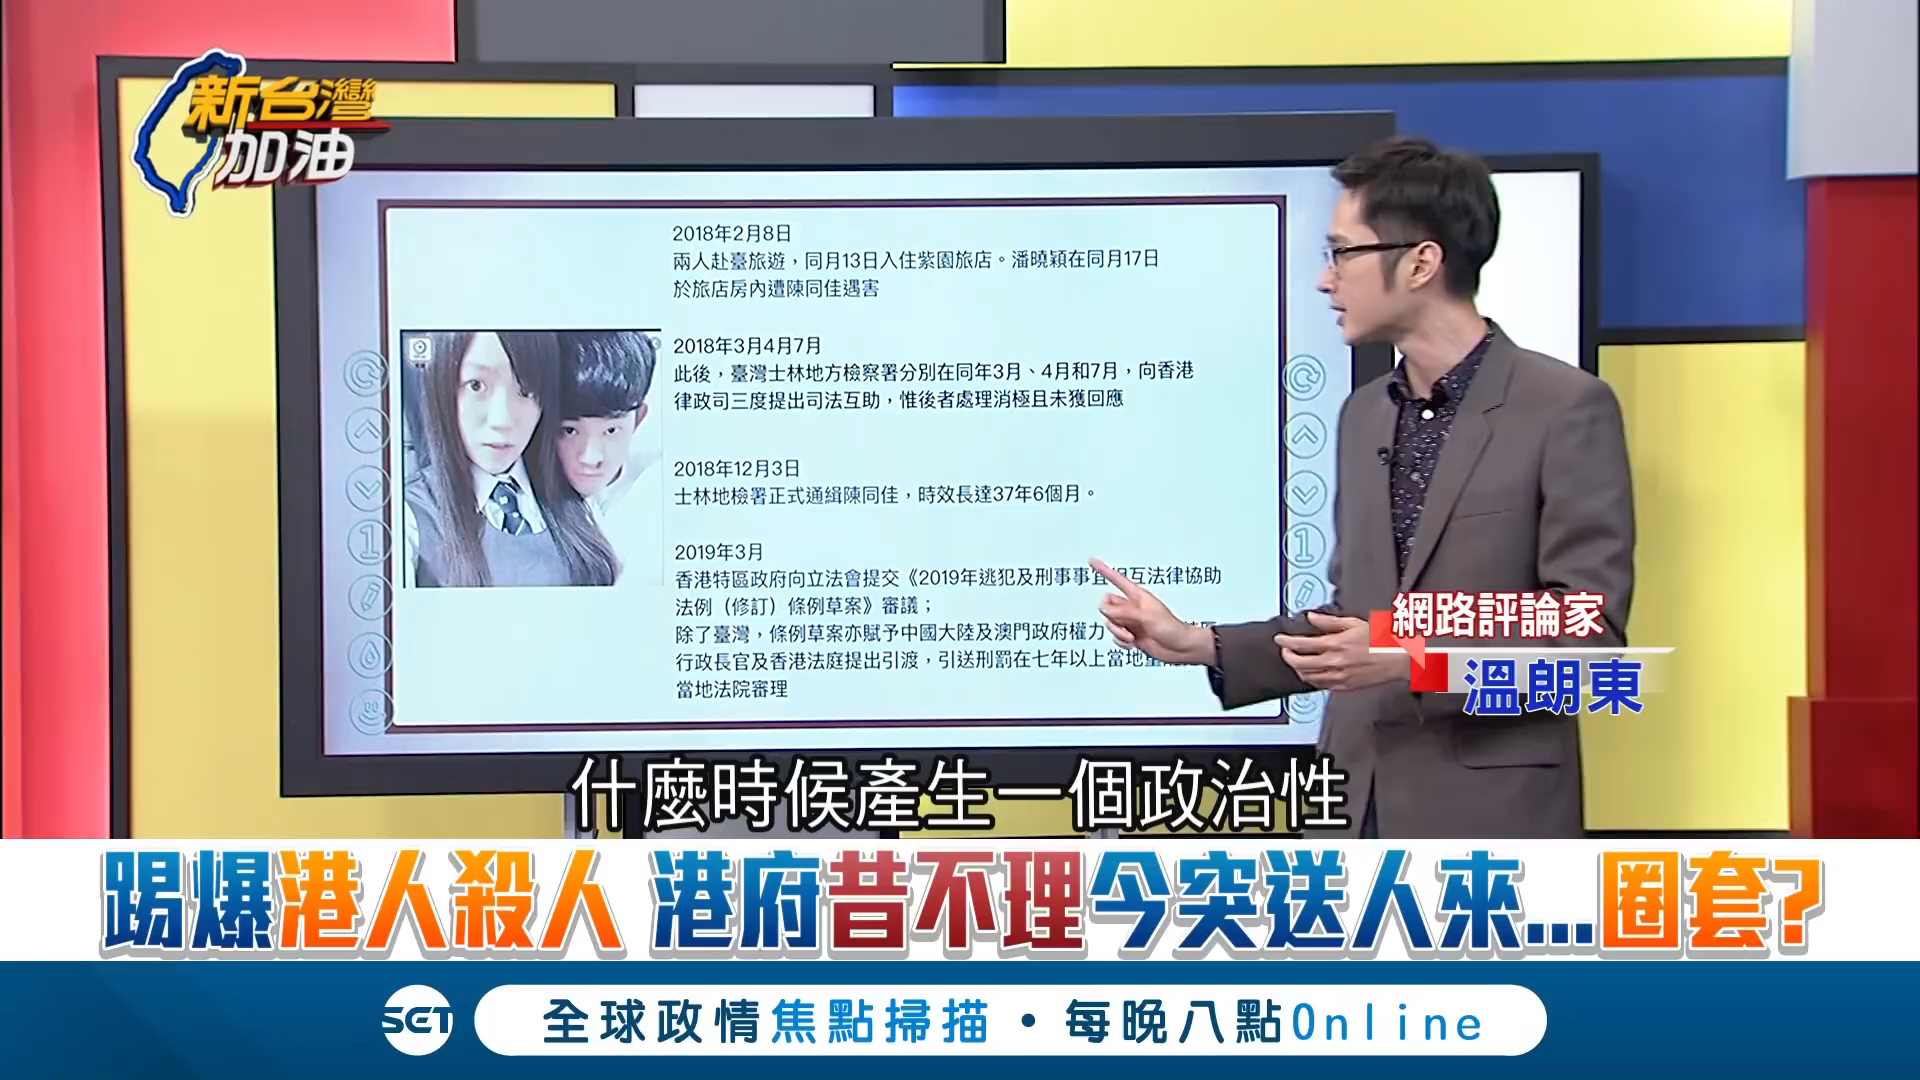 新台灣
加油
2018年2月8日
兩人赴臺旅遊，同月13日入住紫園旅店。潘曉穎在同月17日
於旅店房內遭陳同佳遇害
2018年3月4月7月
此後，臺灣士林地方檢察署分別在同年3月、4月和7月，向香港
律政司三度提出司法互助，惟後者處理消極且未獲回應
2018年12月3日
士林地檢署正式通緝陳同佳，時效長達37年6個月。
2019年3月
香港特區政府向立法會提交《2019年逃犯及刑事事宜相互法律協助
法例（修訂）條例草案》審議；
除了臺灣，條例草案亦賦予中國大陸及澳門政府權力
行政長官及香港法庭提出引渡，引送刑罰在七年以上當地重
當地法院審理
1
1
網路評論家
溫朗東
什麼時候產生一個政治性
踢爆港人殺人 港府昔不理今突送人來...圈套?
SET 全球政情焦點掃描·每晚八點Online